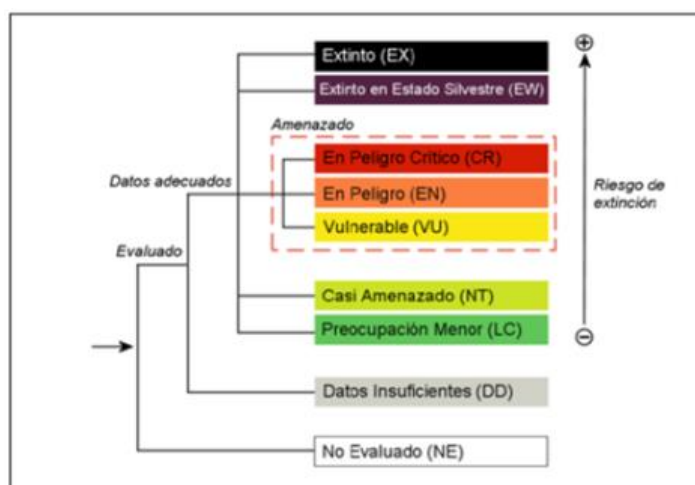 Extinto (EX)
Extinto en Estado Silvestre (EW)
Amenazado
En Peligro Crítico (CR)
Datos adecuados
En Peligro (EN)
Riesgo de
extinción
Vulnerable (VU)
Evaluado
Casi Amenazado (NT)
Preocupación Menor (LC)
Datos Insuficientes (DD)
No Evaluado (NE)